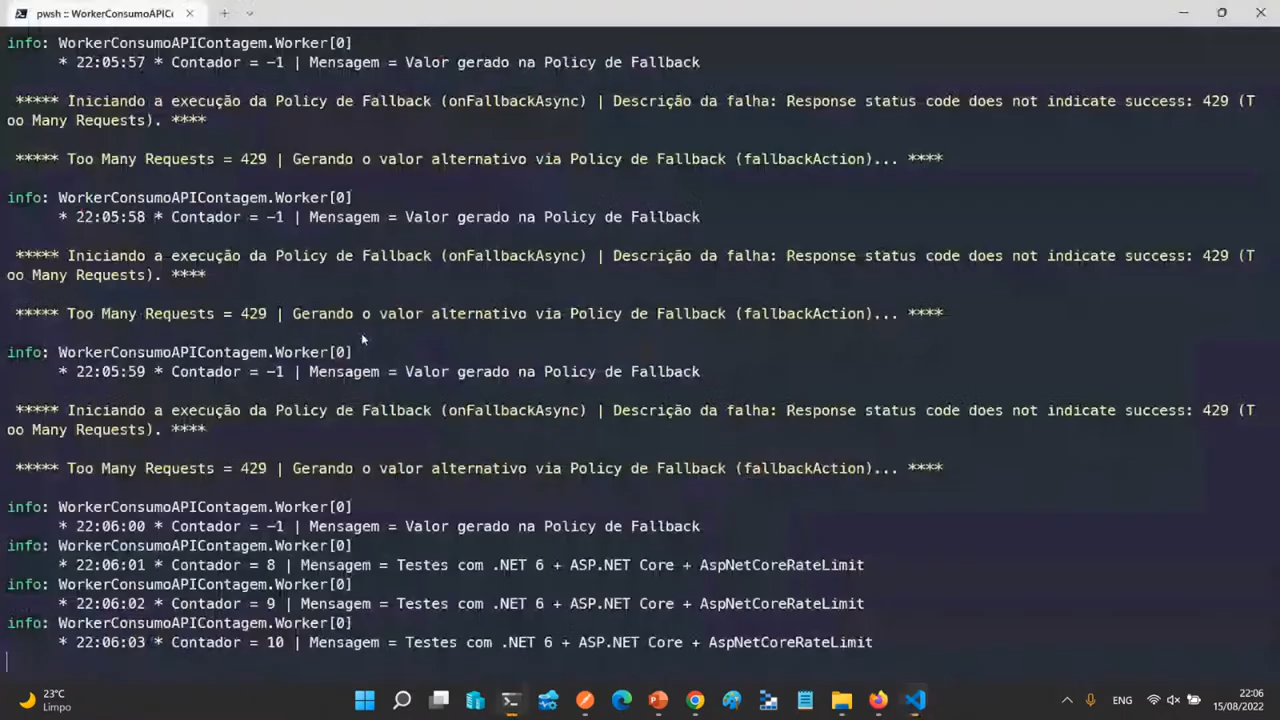 pwsh :: WorkerConsumoAPICo
info: WorkerConsumoAPIContagem.Worker[0]
* 22:05:57 * Contador = -1 | Mensagem = Valor gerado na Policy de Fallback
***** Iniciando a execução da Policy de Fallback (onFallbackAsync) | Descrição da falha: Response status code does not indicate success: 429 (T
oo Many Requests). ****
***** Too Many Requests = 429 | Gerando o valor alternativo via Policy de Fallback (fallbackAction)... ****
info: WorkerConsumoAPIContagem.Worker[0]
* 22:05:58 * Contador = -1 | Mensagem = Valor gerado na Policy de Fallback
***** Iniciando a execução da Policy de Fallback (onFallbackAsync) | Descrição da falha: Response status code does not indicate success: 429 (T
oo Many Requests). ****
***** Too Many Requests = 429 | Gerando o valor alternativo via Policy de Fallback (fallbackAction)... ****
info: WorkerConsumoAPIContagem.Worker[0]
* 22:05:59 * Contador = -1 | Mensagem = Valor gerado na Policy de Fallback
***** Iniciando a execução da Policy de Fallback (onFallbackAsync) | Descrição da falha: Response status code does not indicate success: 429 (T
oo Many Requests). ****
***** Too Many Requests = 429 | Gerando o valor alternativo via Policy de Fallback (fallbackAction)... ****
info: WorkerConsumoAPIContagem.Worker[0]
* 22:06:00 * Contador = -1 | Mensagem = Valor gerado na Policy de Fallback
info: WorkerConsumoAPIContagem.Worker[0]
* 22:06:01 * Contador = 8 | Mensagem = Testes com .NET 6 + ASP.NET Core + AspNetCoreRateLimit
info: WorkerConsumoAPIContagem.Worker[0]
* 22:06:02 * Contador = 9 | Mensagem = Testes com .NET 6 + ASP.NET Core + AspNetCoreRateLimit
info: WorkerConsumoAPIContagem.Worker[0]
* 22:06:03 * Contador = 10 | Mensagem = Testes com .NET 6 + ASP.NET Core + AspNetCoreRateLimit
23°C
Limpo
ENG
22:06
15/08/2022